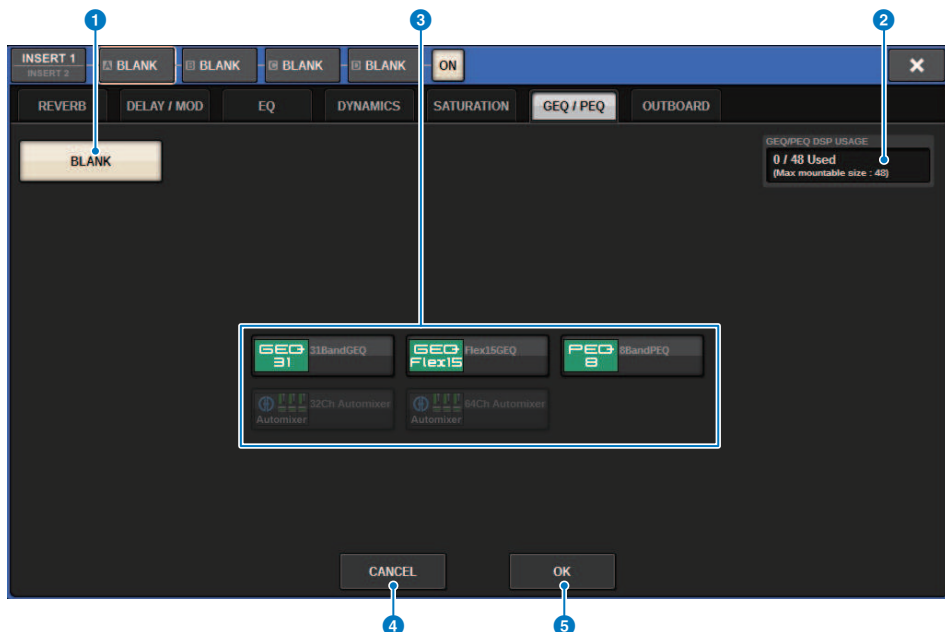 1 3 2
INSERT 1
INSERT 2
A BLANK
B BLANK
C BLANK
D BLANK
ON
×
REVERB DELAY / MOD EQ DYNAMICS SATURATION GEQ / PEQ OUTBOARD
BLANK
GEQ/PEQ DSP USAGE
0 / 48 Used
(Max mountable size : 48)
GEQ 31 31BandGEQ
GEQ Flex15 Flex15GEQ
PEQ 8 8BandPEQ
Automixer 32Ch Automixer
Automixer 64Ch Automixer
CANCEL OK
4 5